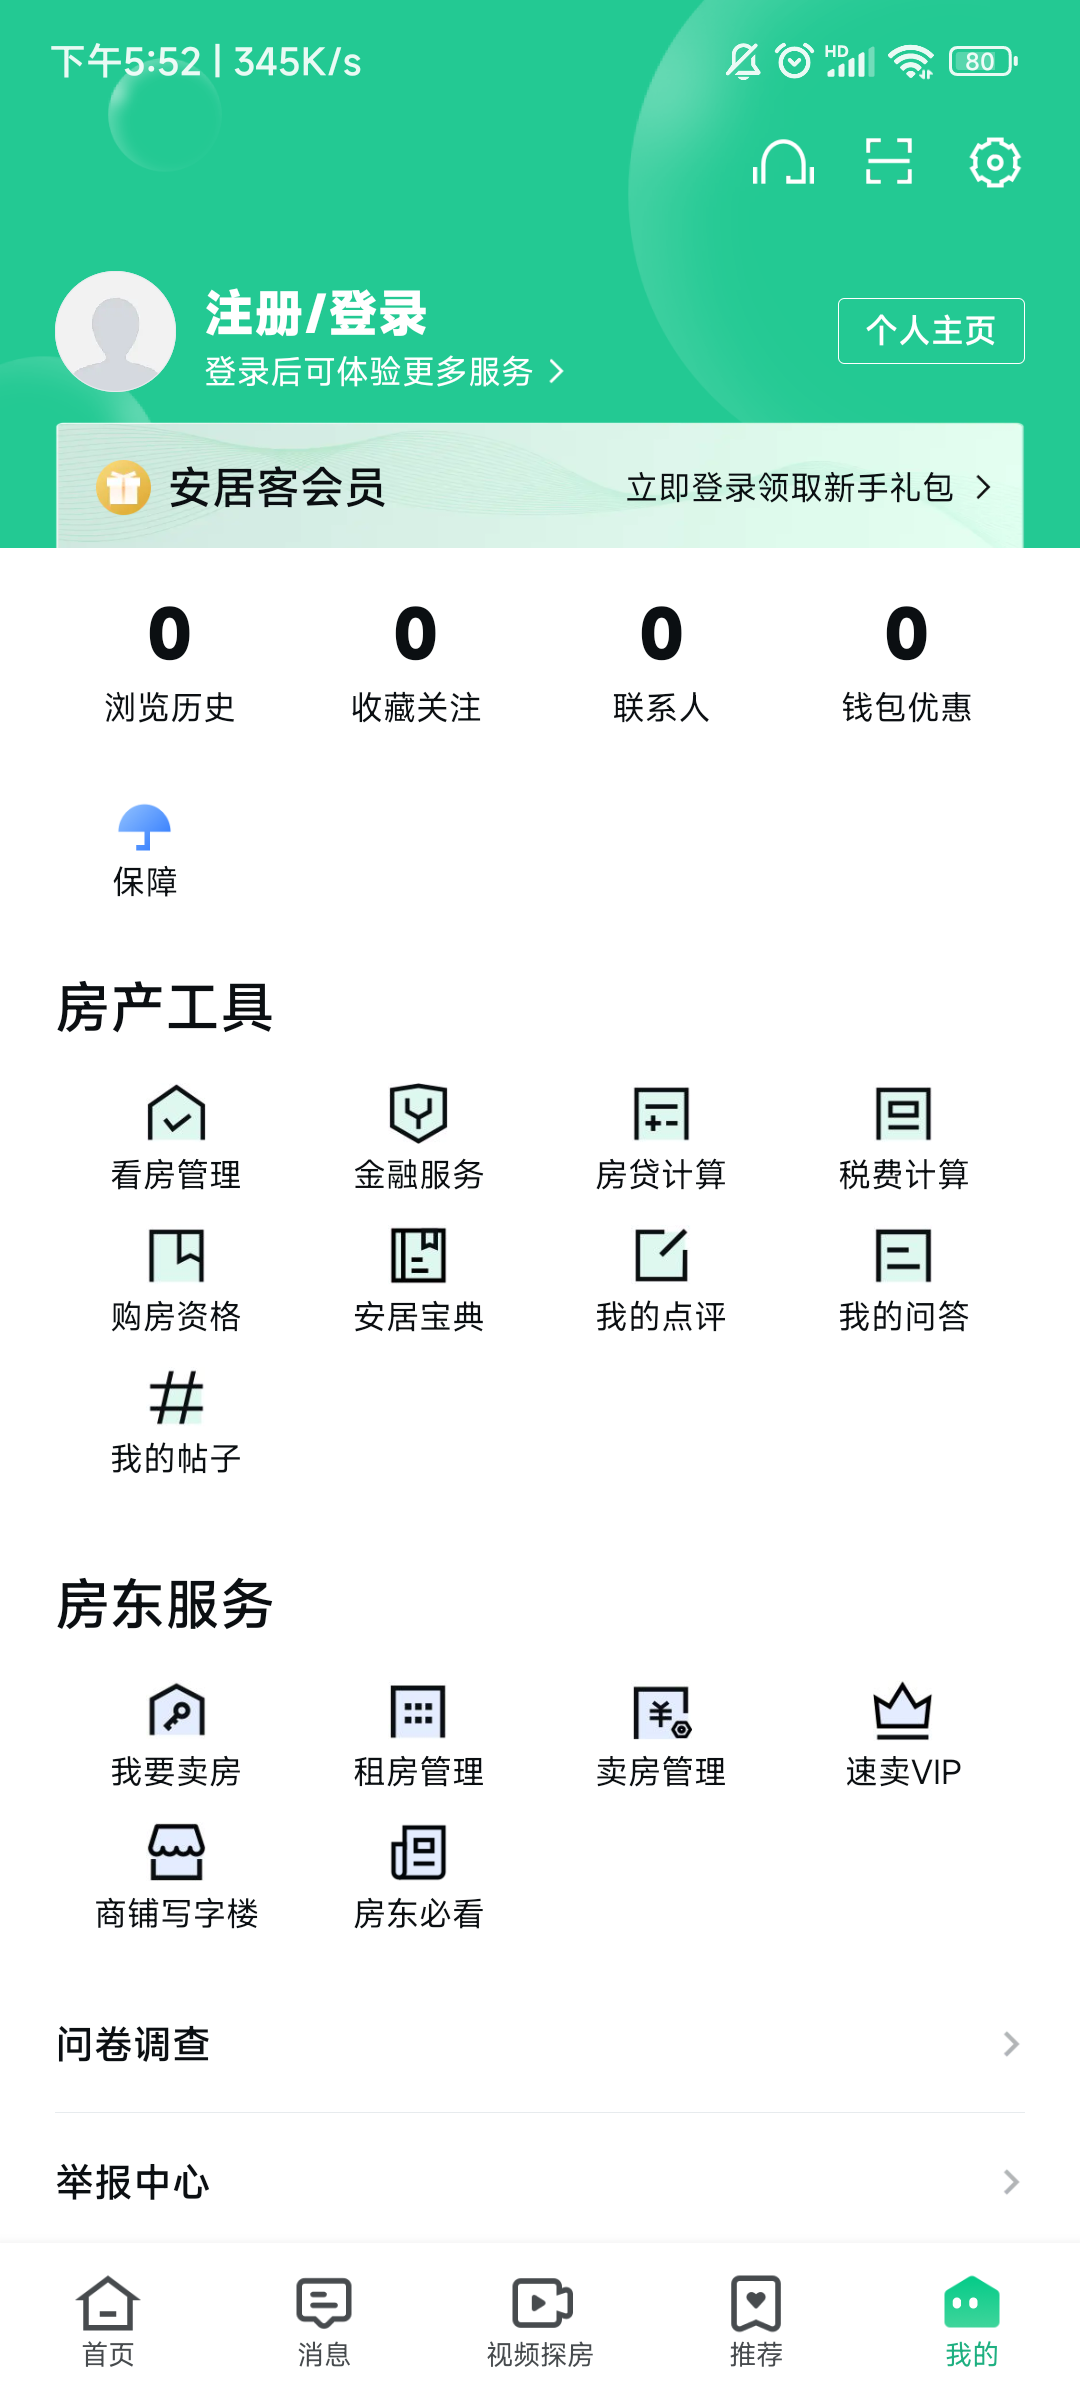 下午5:52 | 345K/s HD 80
注册/登录
登录后可体验更多服务
个人主页
安居客会员 立即登录领取新手礼包
0 0 0 0
浏览历史 收藏关注 联系人 钱包优惠
保障
房产工具
看房管理 金融服务 房贷计算 税费计算
购房资格 安居宝典 我的点评 我的问答
我的帖子
房东服务
我要卖房 租房管理 卖房管理 速卖VIP
商铺写字楼 房东必看
问卷调查
举报中心
首页 消息 视频探房 推荐 我的